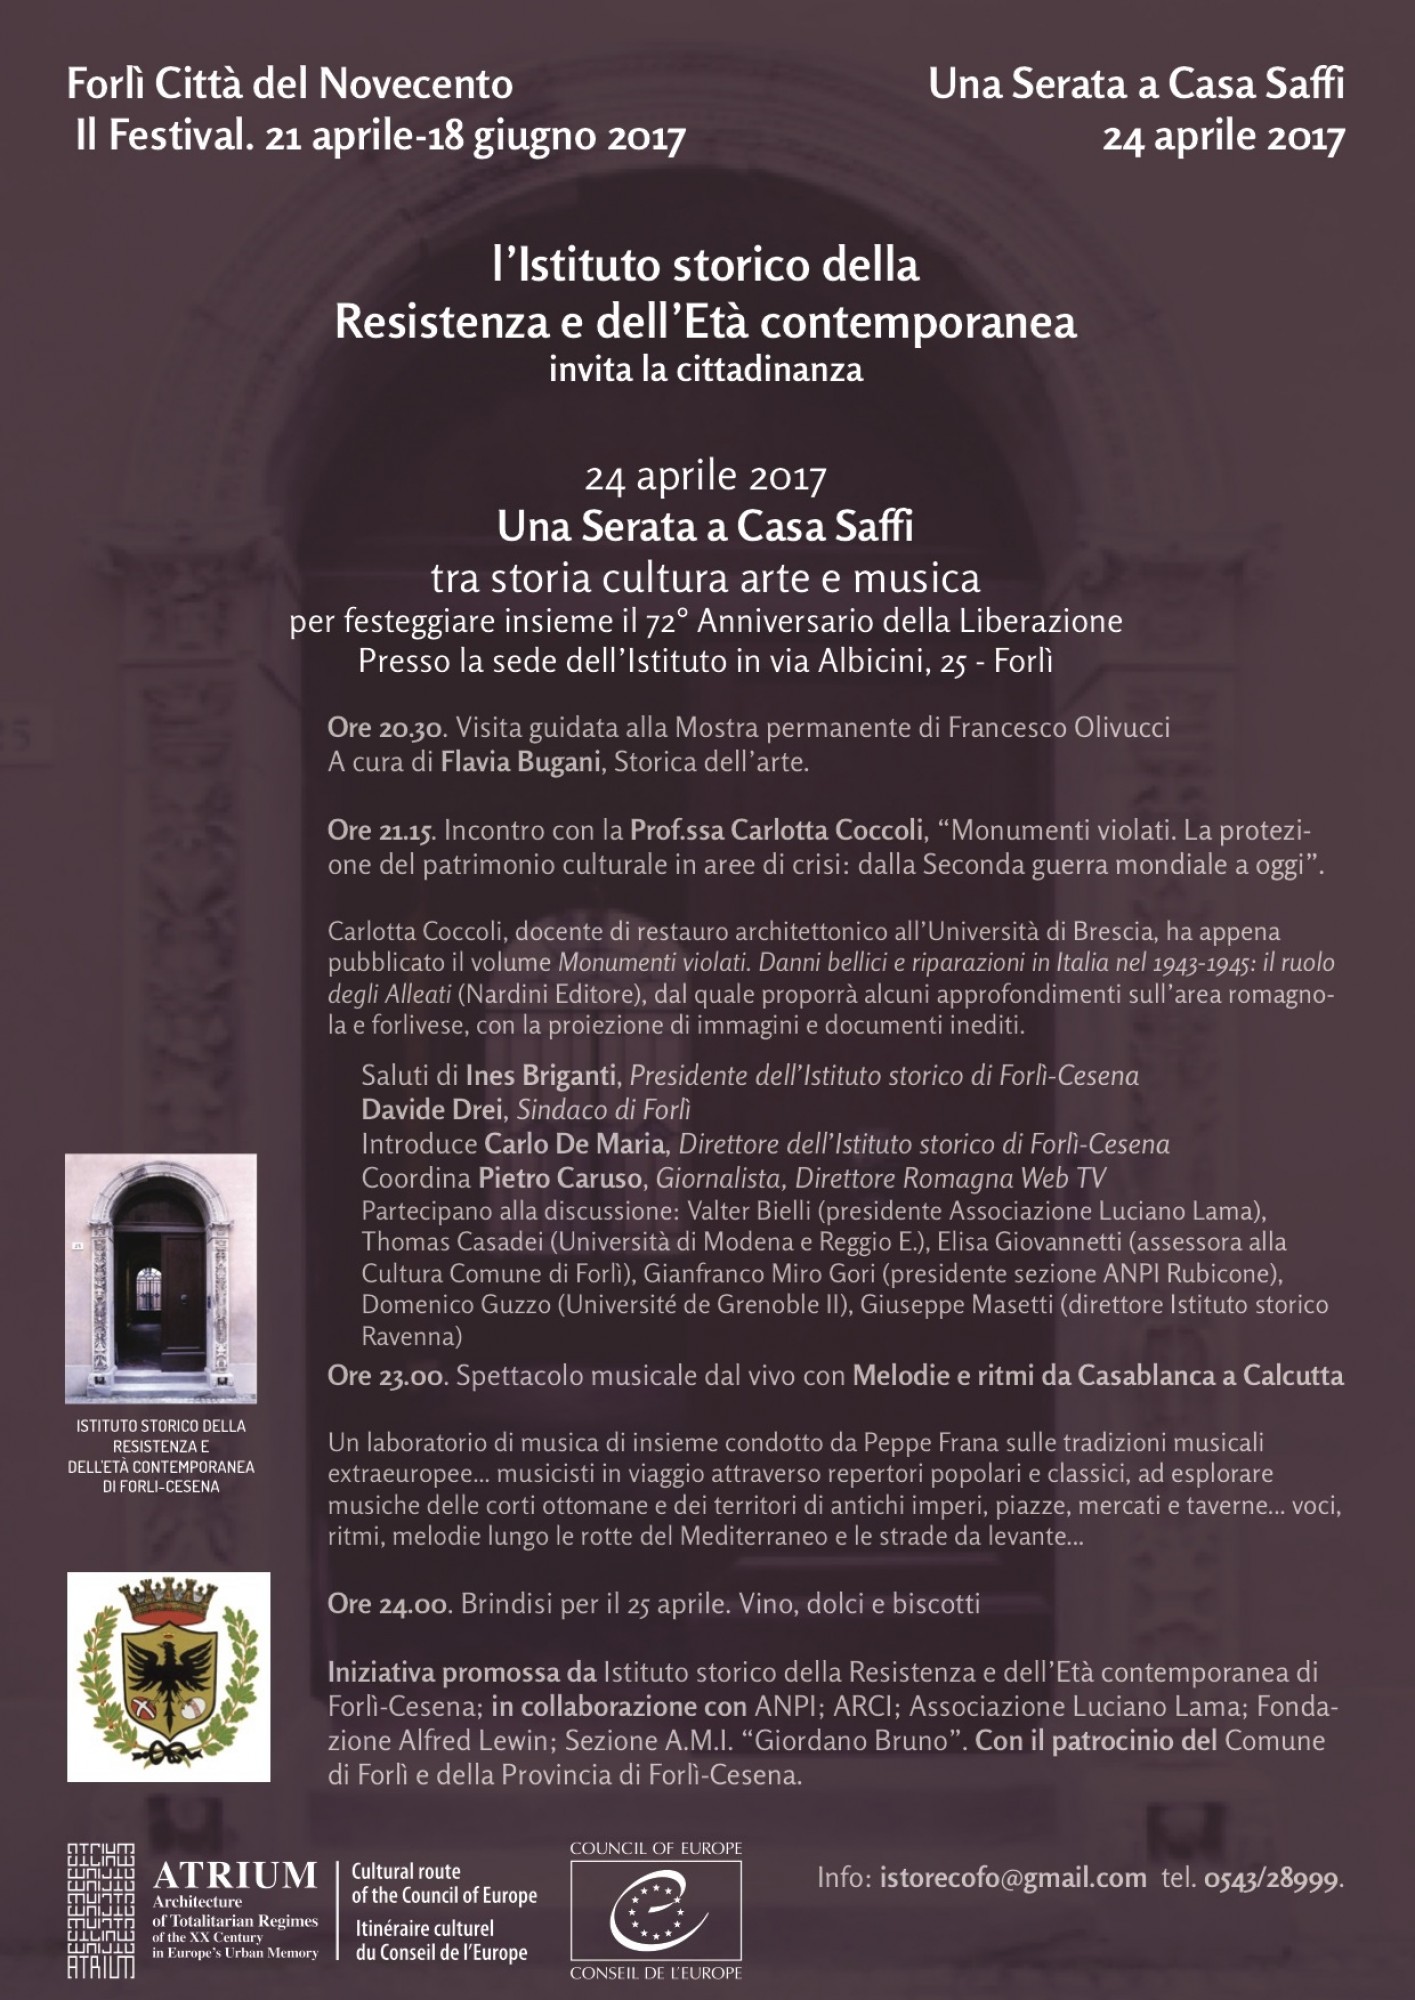 Forlì Città del Novecento
Il Festival. 21 aprile-18 giugno 2017
Una Serata a Casa Saffi
24 aprile 2017
l'Istituto storico della
Resistenza e dell'Età contemporanea
invita la cittadinanza
24 aprile 2017
Una Serata a Casa Saffi
tra storia cultura arte e musica
per festeggiare insieme il 72° Anniversario della Liberazione
Presso la sede dell'Istituto in via Albicini, 25 - Forlì
Ore 20.30. Visita guidata alla Mostra permanente di Francesco Olivucci
A cura di Flavia Bugani, Storica dell'arte.
Ore 21.15. Incontro con la Prof.ssa Carlotta Coccoli, “Monumenti violati. La protezi-
one del patrimonio culturale in aree di crisi: dalla Seconda guerra mondiale a oggi”.
Carlotta Coccoli, docente di restauro architettonico all'Università di Brescia, ha appena
pubblicato il volume Monumenti violati. Danni bellici e riparazioni in Italia nel 1943-1945: il ruolo
degli Alleati (Nardini Editore), dal quale proporrà alcuni approfondimenti sull'area romagno-
la e forlivese, con la proiezione di immagini e documenti inediti.
Saluti di Ines Briganti, Presidente dell'Istituto storico di Forlì-Cesena
Davide Drei, Sindaco di Forlì
Introduce Carlo De Maria, Direttore dell'Istituto storico di Forlì-Cesena
Coordina Pietro Caruso, Giornalista, Direttore Romagna Web TV
Partecipano alla discussione: Valter Bielli (presidente Associazione Luciano Lama),
Thomas Casadei (Università di Modena e Reggio E.), Elisa Giovannetti (assessora alla
Cultura Comune di Forlì), Gianfranco Miro Gori (presidente sezione ANPI Rubicone),
Domenico Guzzo (Université de Grenoble II), Giuseppe Masetti (direttore Istituto storico
Ravenna)
Ore 23.00. Spettacolo musicale dal vivo con Melodie e ritmi da Casablanca a Calcutta
Un laboratorio di musica di insieme condotto da Peppe Frana sulle tradizioni musicali
extraeuropee... musicisti in viaggio attraverso repertori popolari e classici, ad esplorare
musiche delle corti ottomane e dei territori di antichi imperi, piazze, mercati e taverne... voci,
ritmi, melodie lungo le rotte del Mediterraneo e le strade da levante...
Ore 24.00. Brindisi per il 25 aprile. Vino, dolci e biscotti
Iniziativa promossa da Istituto storico della Resistenza e dell'Età contemporanea di
Forlì-Cesena; in collaborazione con ANPI; ARCI; Associazione Luciano Lama; Fonda-
zione Alfred Lewin; Sezione A.M.I. “Giordano Bruno”. Con il patrocinio del Comune
di Forlì e della Provincia di Forlì-Cesena.
ISTITUTO STORICO DELLA
RESISTENZA E
DELL'ETÀ CONTEMPORANEA
DI FORLI-CESENA
ATRIUM
ATRIUM
Architecture
of Totalitarian Regimes
of the XX Century
in Europe's Urban Memory
Cultural route
of the Council of Europe
Itinéraire culturel
du Conseil de l'Europe
COUNCIL OF EUROPE
CONSEIL DE L'EUROPE
Info: istorecofo@gmail.com tel. 0543/28999.